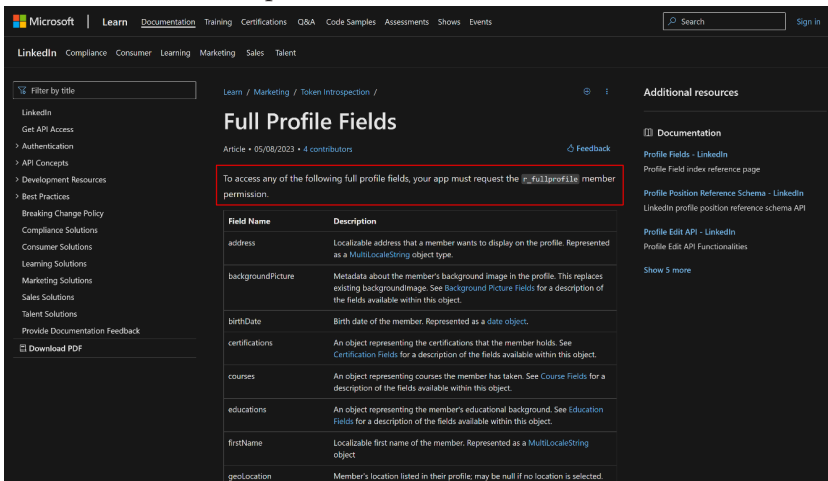 Microsoft | Learn Documentation Training Certifications Q&A Code Samples Assessments Shows Events Search Sign in
LinkedIn Compliance Consumer Learning Marketing Sales Talent
Filter by title
LinkedIn
Get API Access
> Authentication
> API Concepts
> Development Resources
> Best Practices
Breaking Change Policy
Compliance Solutions
Consumer Solutions
Learning Solutions
Marketing Solutions
Sales Solutions
Talent Solutions
Provide Documentation Feedback
Download PDF
Learn / Marketing / Token Introspection /
Full Profile Fields
Article • 05/08/2023 • 4 contributors
Feedback
To access any of the following full profile fields, your app must request the r_fullprofile member
permission.
Field Name Description
address Localizable address that a member wants to display on the profile. Represented
as a MultiLocaleString object type.
backgroundPicture Metadata about the member's background image in the profile. This replaces
existing backgroundImage. See Background Picture Fields for a description of
the fields available within this object.
birthDate Birth date of the member. Represented as a date object.
certifications An object representing the certifications that the member holds. See
Certification Fields for a description of the fields available within this object.
courses An object representing courses the member has taken. See Course Fields for a
description of the fields available within this object.
educations An object representing the member's educational background. See Education
Fields for a description of the fields available within this object.
firstName Localizable first name of the member. Represented as a MultiLocaleString
object
geoLocation Member's location listed in their profile; may be null if no location is selected.
Additional resources
Documentation
Profile Fields - LinkedIn
Profile Field index reference page
Profile Position Reference Schema - LinkedIn
LinkedIn profile position reference schema API
Profile Edit API - LinkedIn
Profile Edit API Functionalities
Show 5 more